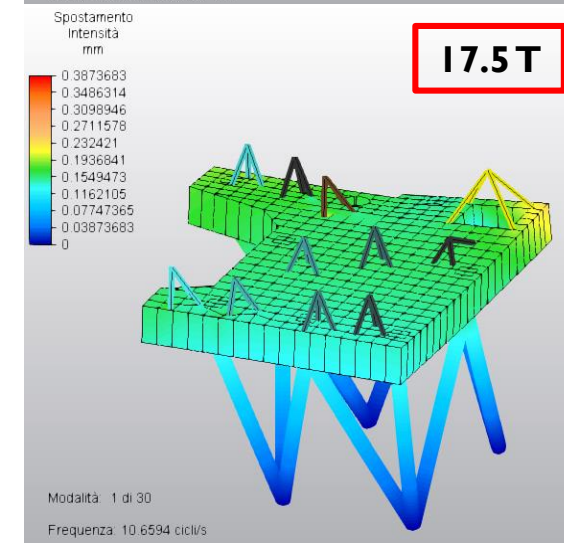 Spostamento
Intensità
mm
17.5 T
0.3873683
0.3486314
0.3098946
0.2711578
0.232421
0.1936841
0.1549473
0.1162105
0.07747365
0.03873683
0
Modalità: 1 di 30
Frequenza: 10.6594 cicli/s